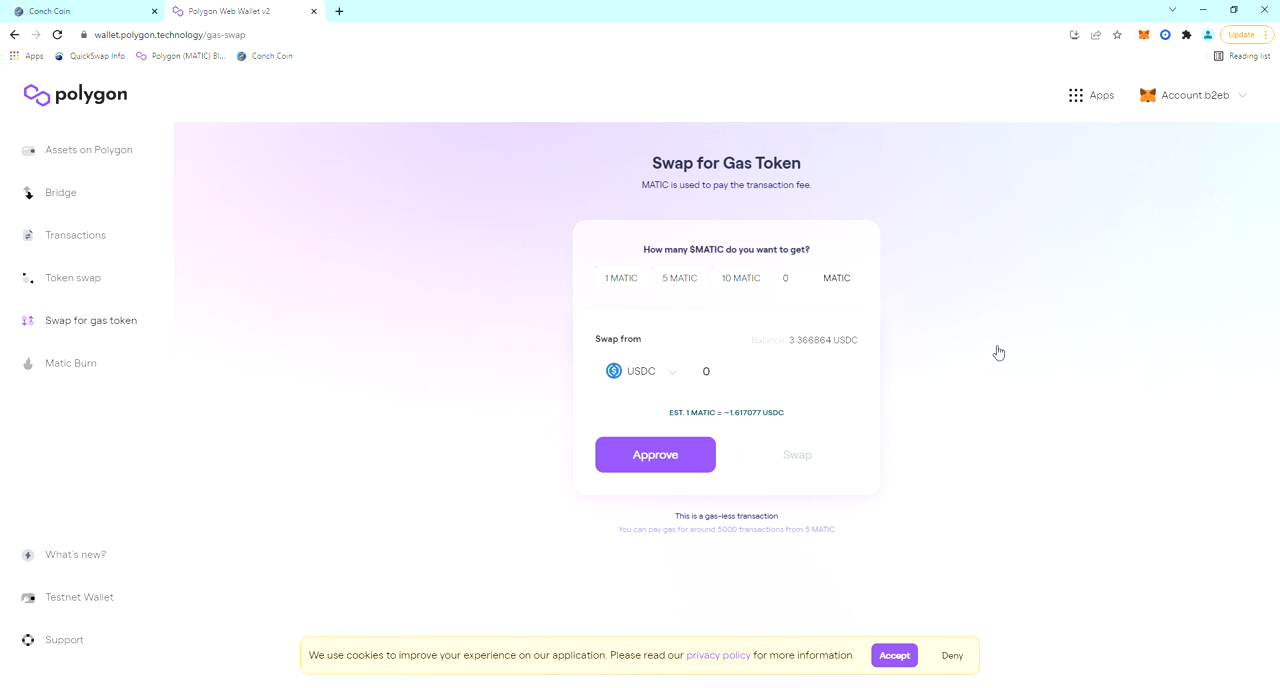 Conch Coin
Polygon Web Wallet v2
wallet.polygon.technology/gas-swap
Update
Apps
QuickSwap Info
Polygon (MATIC) Bl...
Conch Coin
Reading list
polygon
Apps
Account b2eb
Assets on Polygon
Bridge
Transactions
Token swap
Swap for gas token
Matic Burn
What's new?
Testnet Wallet
Support
Swap for Gas Token
MATIC is used to pay the transaction fee.
How many $MATIC do you want to get?
1 MATIC 5 MATIC 10 MATIC 0 MATIC
Swap from Balance: 3.366864 USDC
USDC 0
EST. 1 MATIC = ~1.617077 USDC
Approve Swap
This is a gas-less transaction
You can pay gas for around 5000 transactions from 5 MATIC
We use cookies to improve your experience on our application. Please read our privacy policy for more information. Accept Deny